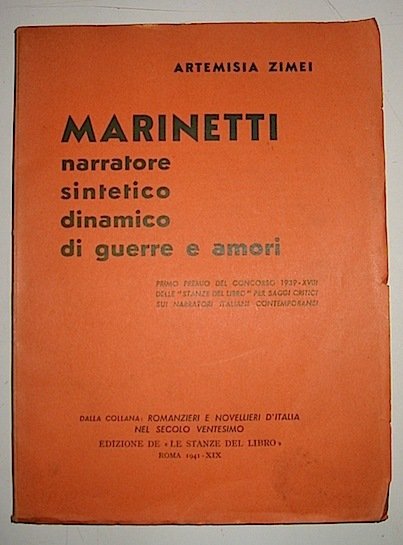 ARTEMISIA ZIMEI
MARINETTI
narratore
sintetico
dinamico
di guerre e amori
PRIMO PREMIO DEL CONCORSO 1939-XVIII
DELLE "STANZE DEL LIBRO" PER SAGGI CRITICI
SUI NARRATORI ITALIANI CONTEMPORANEI
DALLA COLLANA: ROMANZIERI E NOVELLIERI D'ITALIA
NEL SECOLO VENTESIMO
EDIZIONE DE «LE STANZE DEL LIBRO»
ROMA 1941-XIX